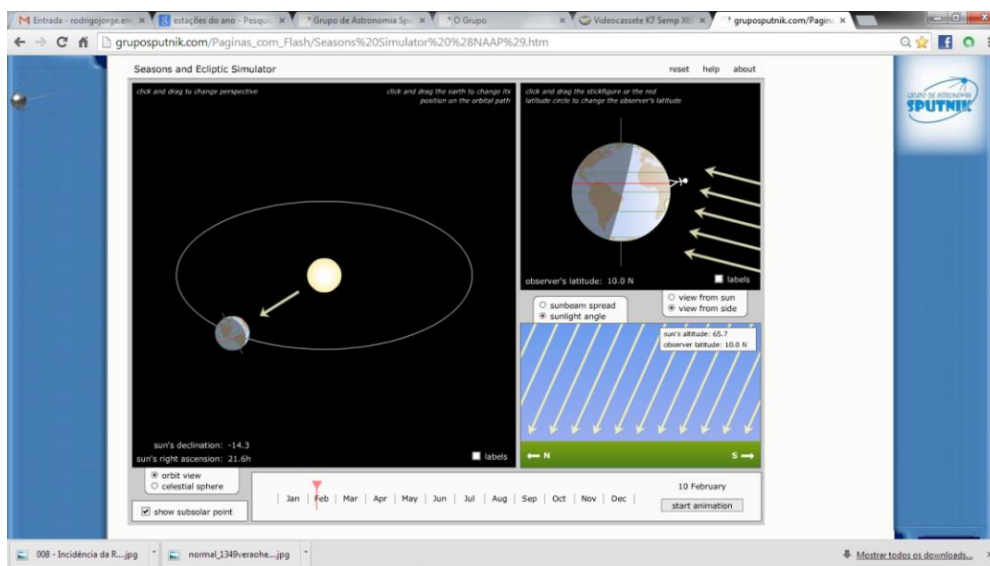 Entrada - rodrigojorge.em
estações do ano - Pesqui
Grupo de Astronomia Spu
O Grupo
Videocassete K7 Semp X8
gruposputnik.com/Pagin
gruposputnik.com/Paginas_com_Flash/Seasons%20Simulator%20%28NAAP%29.htm
Seasons and Ecliptic Simulator
reset help about
click and drag to change perspective
click and drag the earth to change its
position on the orbital path
click and drag the stickfigure or the red
latitude circle to change the observer's latitude
GRUPO DE ASTRONOMIA
SPUTNIK
observer's latitude: 10.0 N
labels
sunbeam spread
sunlight angle
view from sun
view from side
sun's altitude: 65.7
observer latitude: 10.0 N
sun's declination: -14.3
sun's right ascension: 21.6h
labels
N
S
orbit view
celestial sphere
show subsolar point
Jan | Feb | Mar | Apr | May | Jun | Jul | Aug | Sep | Oct | Nov | Dec
10 February
start animation
008 - Incidência da R....jpg
normal_1349veraohe....jpg
Mostrar todos os downloads...